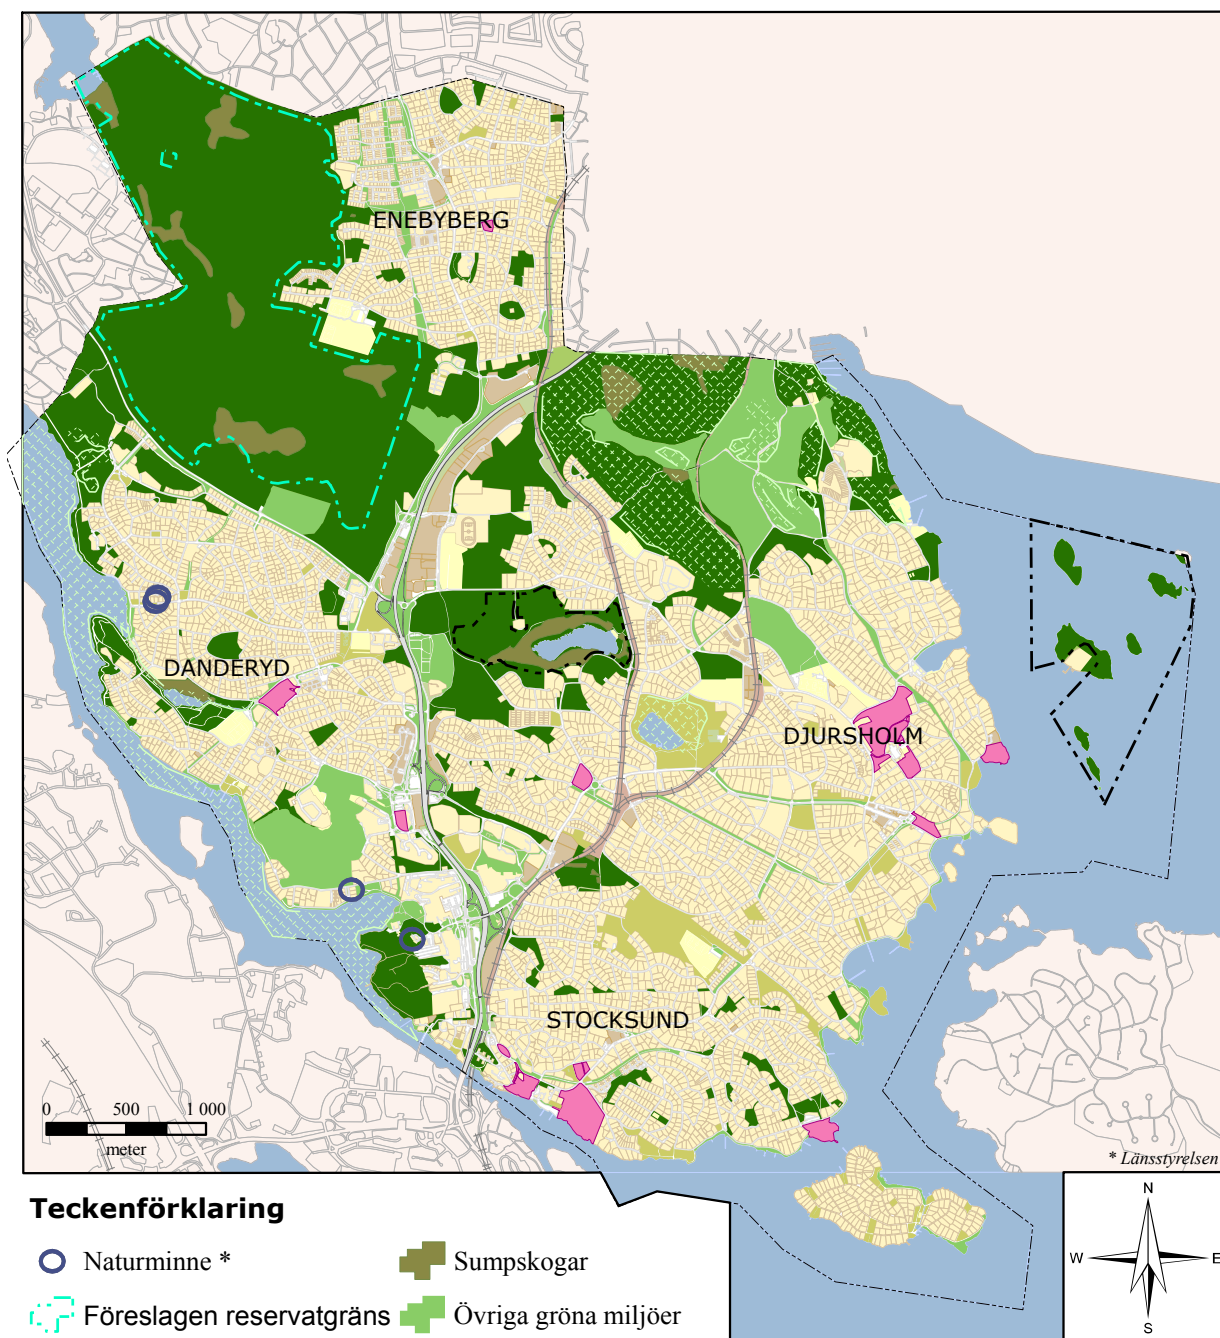 ENEBYBERG
DANDERYD
DJURSHOLM
STOCKSUND
0 500 1 000
meter
* Länsstyrelsen
Teckenförklaring
Naturminne *
Sumpskogar
Föreslagen reservatgräns
Övriga gröna miljöer
N
W E
S